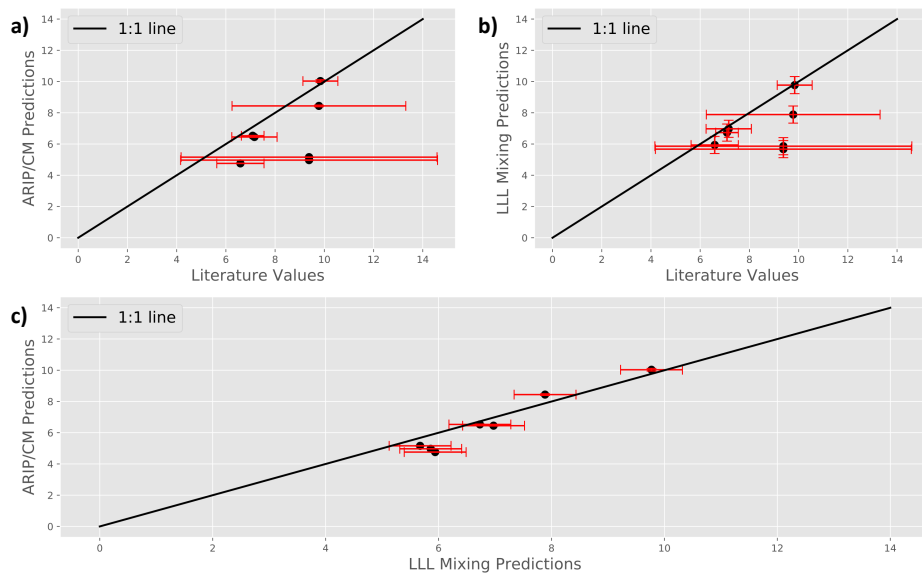 a)
1:1 line
14
12
10
8
6
4
2
0
ARIP/CM Predictions
0 2 4 6 8 10 12 14
Literature Values
b)
1:1 line
14
12
10
8
6
4
2
0
LLL Mixing Predictions
0 2 4 6 8 10 12 14
Literature Values
c)
1:1 line
14
12
10
8
6
4
2
0
ARIP/CM Predictions
0 2 4 6 8 10 12 14
LLL Mixing Predictions